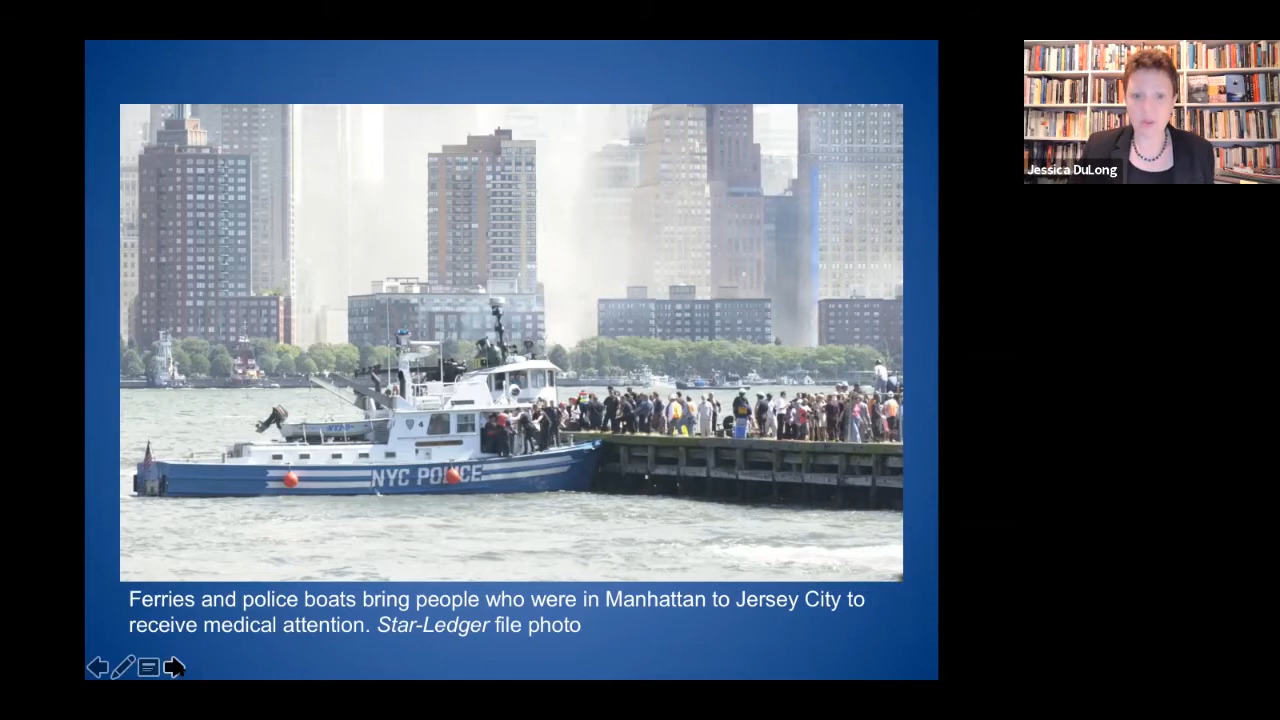 Jessica DuLong
4
NYC POLICE
Ferries and police boats bring people who were in Manhattan to Jersey City to
receive medical attention. Star-Ledger file photo